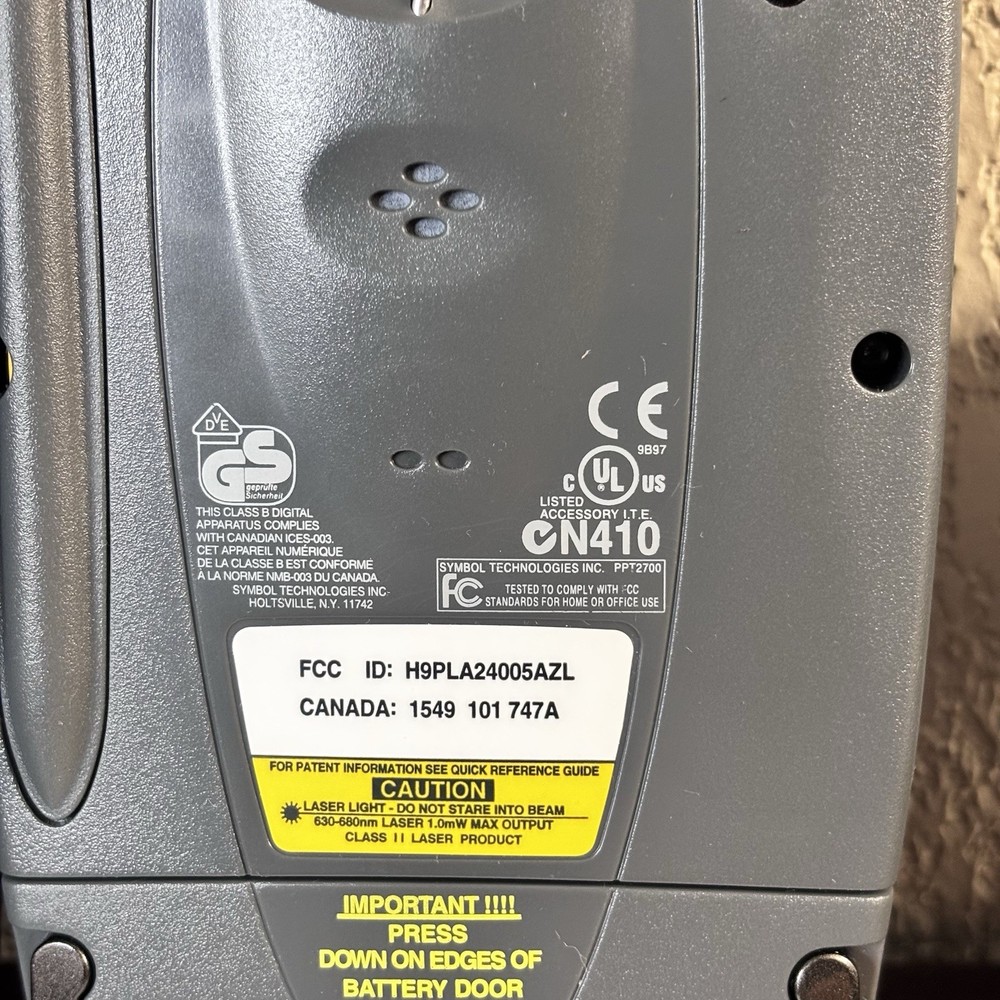 DVE
GS
geprüfte
Sicherheit
THIS CLASS B DIGITAL
APPARATUS COMPLIES
WITH CANADIAN ICES-003.
CET APPAREIL NUMÉRIQUE
DE LA CLASSE B EST CONFORME
À LA NORME NMB-003 DU CANADA.
SYMBOL TECHNOLOGIES INC.
HOLTSVILLE, N.Y. 11742
CE
9B97
C UL® US
LISTED
ACCESSORY I.T.E.
N410
SYMBOL TECHNOLOGIES INC. PPT2700
FC TESTED TO COMPLY WITH FCC
STANDARDS FOR HOME OR OFFICE USE
FCC ID: H9PLA24005AZL
CANADA: 1549 101 747A
FOR PATENT INFORMATION SEE QUICK REFERENCE GUIDE
CAUTION
LASER LIGHT - DO NOT STARE INTO BEAM
630-680nm LASER 1.0mW MAX OUTPUT
CLASS II LASER PRODUCT
IMPORTANT !!!!
PRESS
DOWN ON EDGES OF
BATTERY DOOR